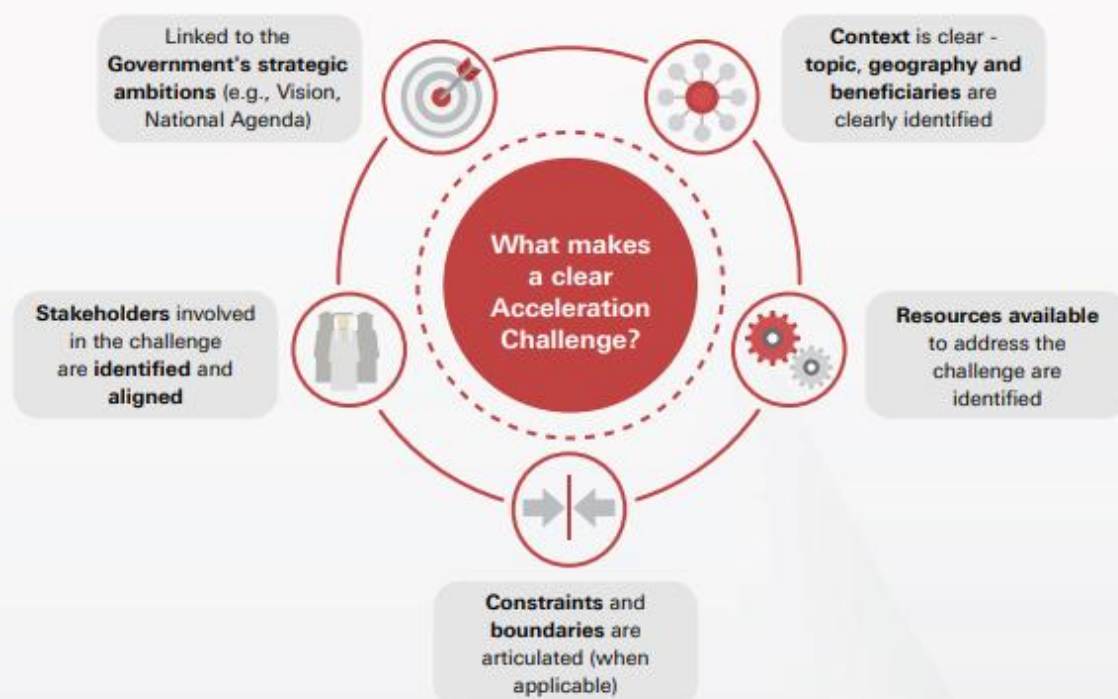 Linked to the
Government's strategic
ambitions (e.g., Vision,
National Agenda)
Context is clear -
topic, geography and
beneficiaries are
clearly identified
What makes
a clear
Acceleration
Challenge?
Stakeholders involved
in the challenge
are identified and
aligned
Resources available
to address the
challenge are
identified
Constraints and
boundaries are
articulated (when
applicable)